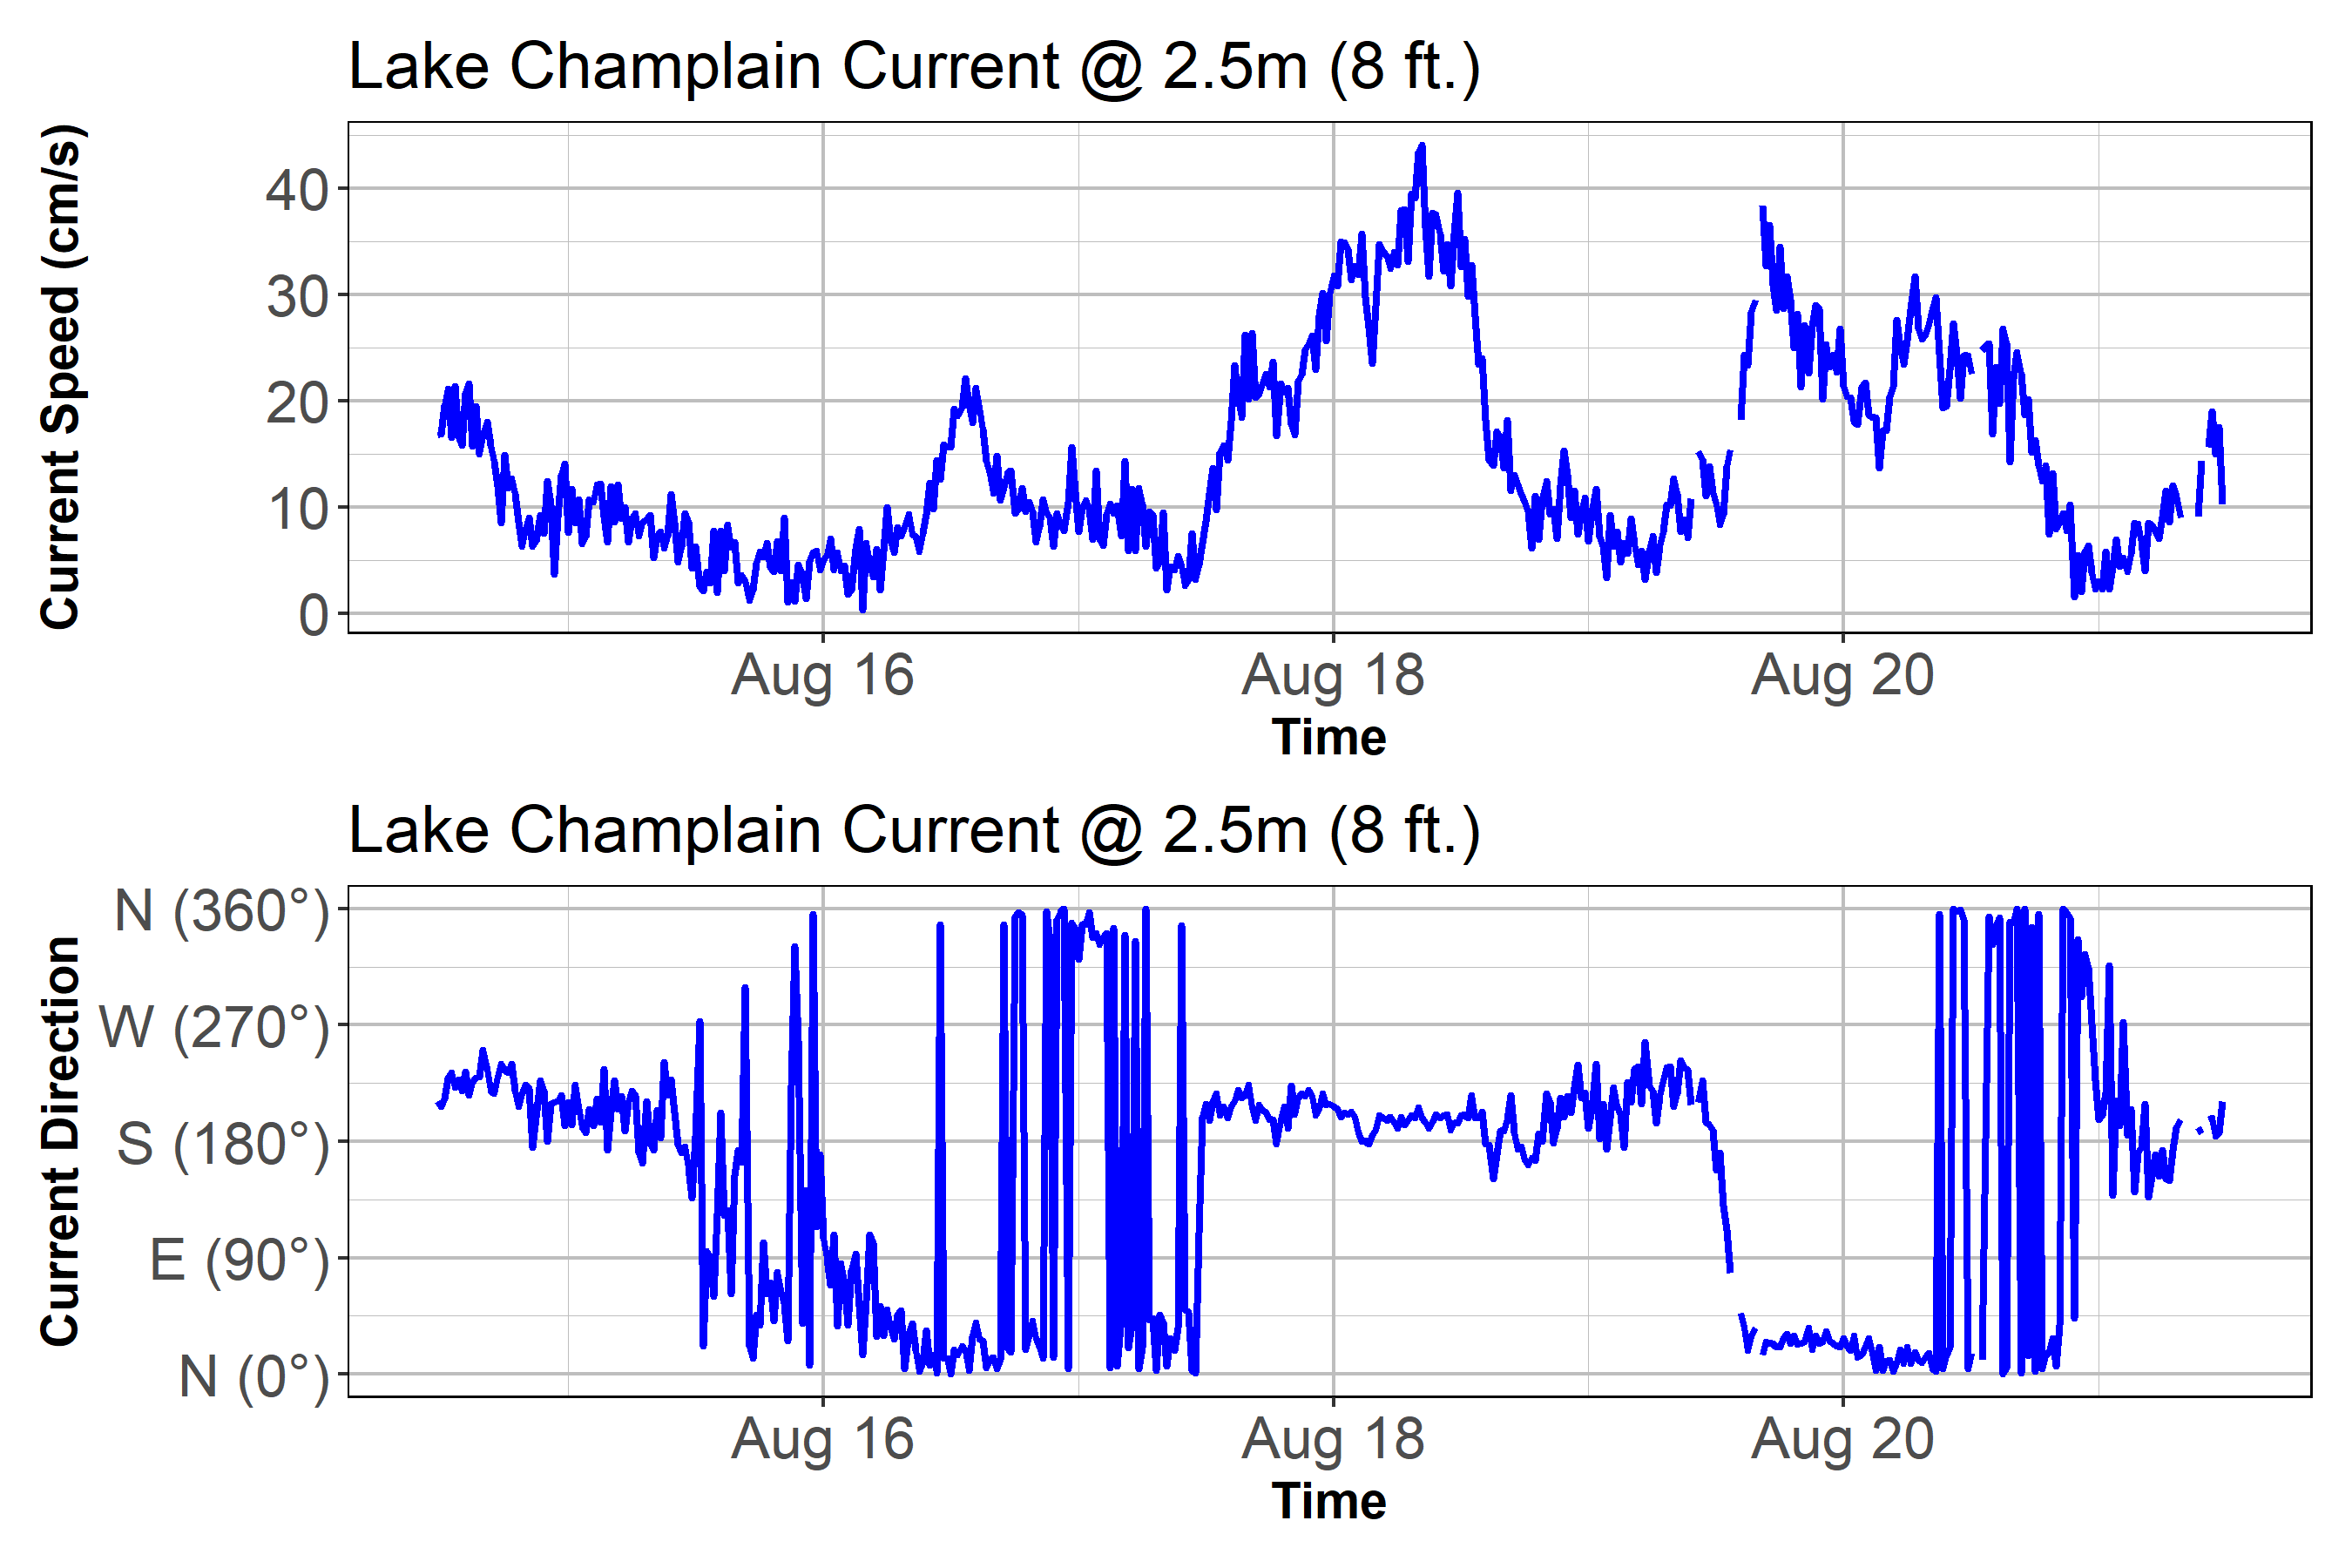 Lake Champlain Current @ 2.5m (8 ft.)
Current Speed (cm/s)
40
30
20
10
0
Aug 16
Aug 18
Aug 20
Time
Lake Champlain Current @ 2.5m (8 ft.)
Current Direction
N (360°)
W (270°)
S (180°)
E (90°)
N (0°)
Aug 16
Aug 18
Aug 20
Time